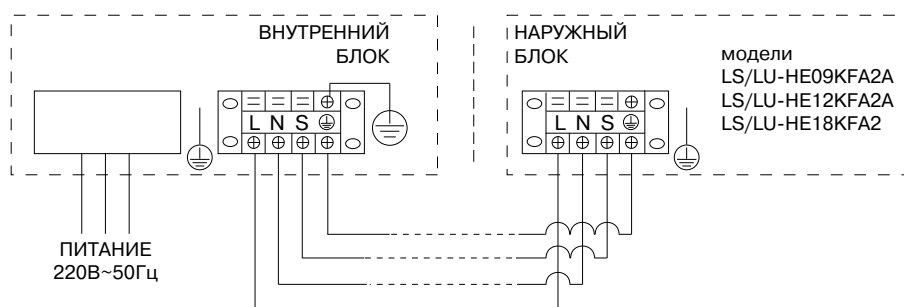 ВНУТРЕННИЙ
БЛОК
L N S
ПИТАНИЕ
220В~50Гц
НАРУЖНЫЙ
БЛОК
L N S
модели
LS/LU-HE09KFA2A
LS/LU-HE12KFA2A
LS/LU-HE18KFA2